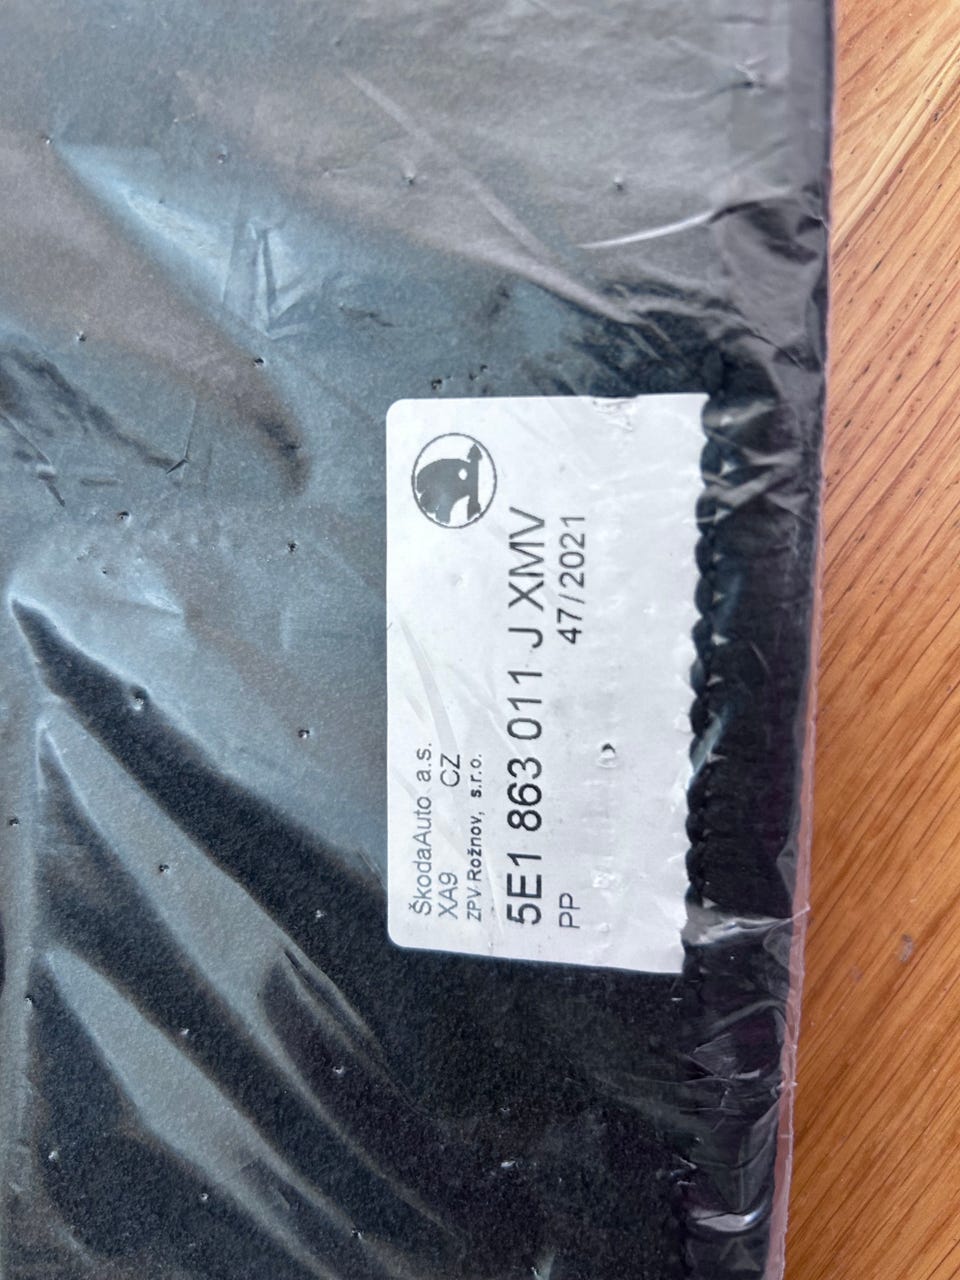 ŠkodaAuto a.s.
XA9 CZ
ZPV Rožnov, s.r.o.
5E1 863 011 J XMV
PP 47/2021